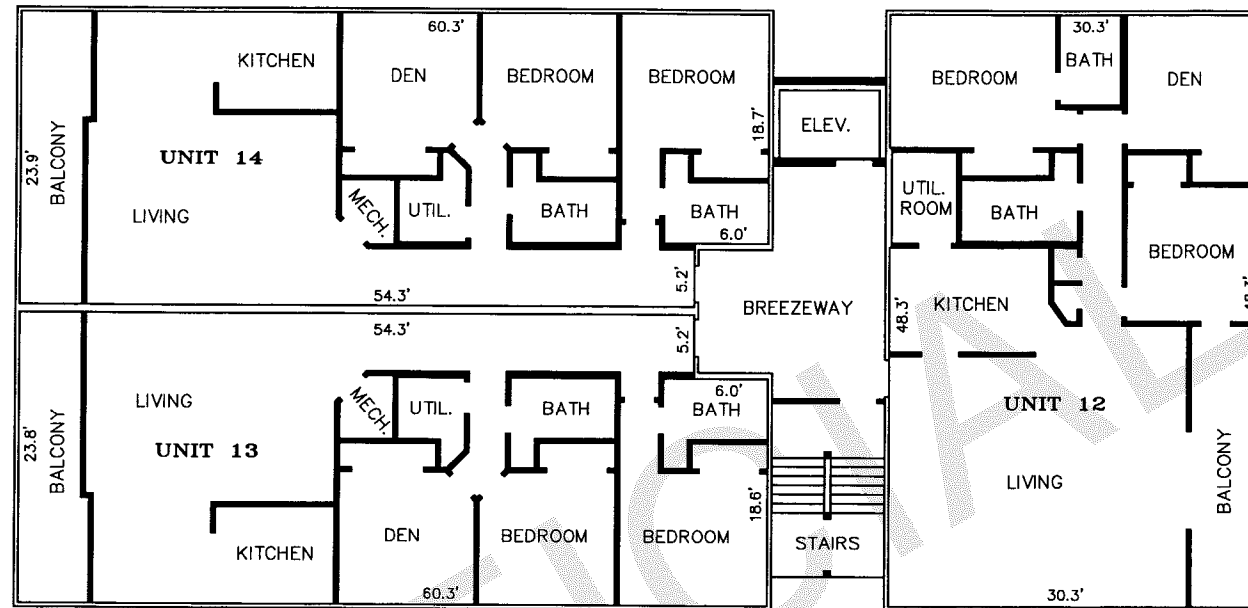 60.3'
KITCHEN
DEN
BEDROOM
BEDROOM
23.9'
BALCONY
UNIT 14
LIVING
MECH.
UTIL.
BATH
18.7'
BATH
6.0'
5.2'
54.3'
ELEV.
BREEZEWAY
54.3'
5.2'
6.0'
LIVING
MECH.
UTIL.
BATH
BATH
UNIT 13
23.8'
BALCONY
KITCHEN
DEN
BEDROOM
18.6'
BEDROOM
60.3'
STAIRS
30.3'
BEDROOM
BATH
DEN
UTIL.
ROOM
BATH
BEDROOM
48.3'
KITCHEN
UNIT 12
LIVING
BALCONY
30.3'